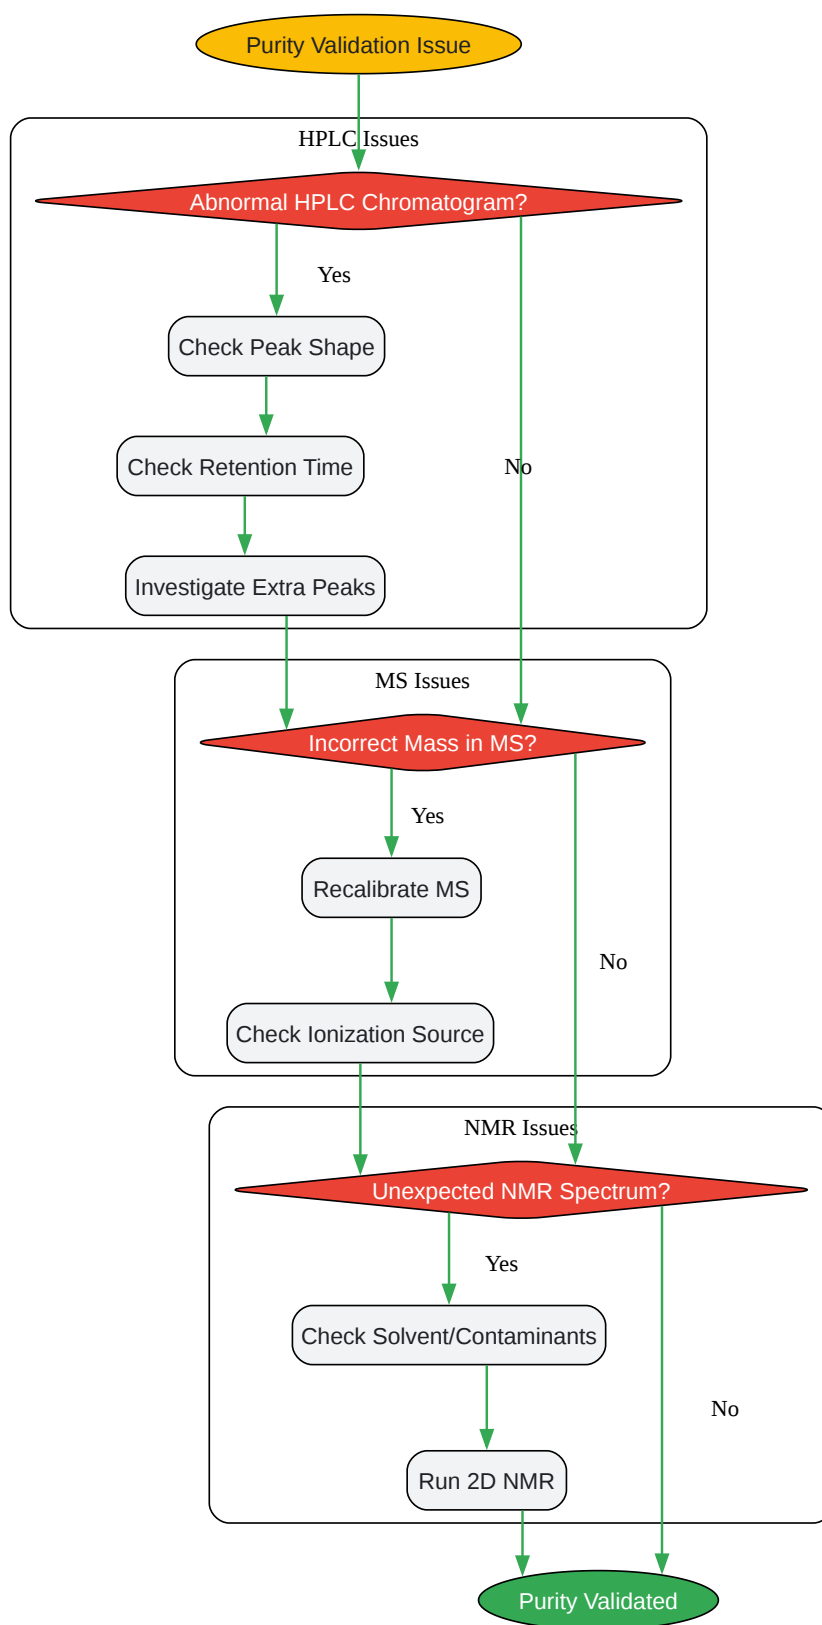 Purity Validation Issue
HPLC Issues
Abnormal HPLC Chromatogram?
Yes
Check Peak Shape
Check Retention Time
No
Investigate Extra Peaks
MS Issues
Incorrect Mass in MS?
Yes
Recalibrate MS
No
Check Ionization Source
NMR Issues
Unexpected NMR Spectrum?
Yes
Check Solvent/Contaminants
No
Run 2D NMR
Purity Validated